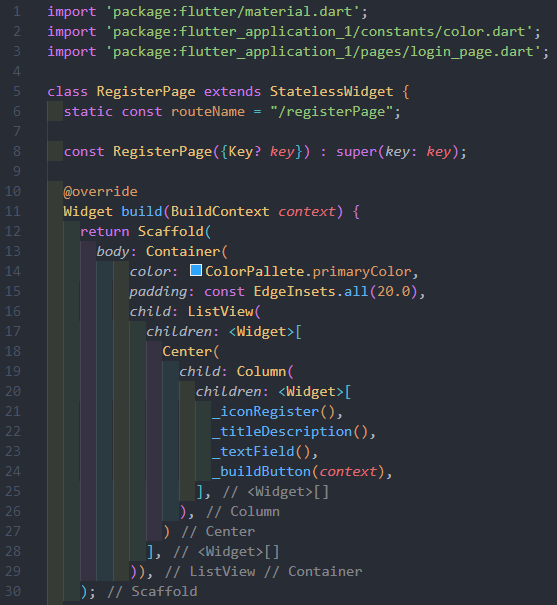 1 import 'package:flutter/material.dart';
2 import 'package:flutter_application_1/constants/color.dart';
3 import 'package:flutter_application_1/pages/login_page.dart';
4
5 class RegisterPage extends StatelessWidget {
6   static const routeName = "/registerPage";
7
8   const RegisterPage({Key? key}) : super(key: key);
9
10   @override
11   Widget build(BuildContext context) {
12     return Scaffold(
13       body: Container(
14           color: ColorPallete.primaryColor,
15           padding: const EdgeInsets.all(20.0),
16           child: ListView(
17             children: <Widget>[
18               Center(
19                 child: Column(
20                   children: <Widget>[
21                     _iconRegister(),
22                     _titleDescription(),
23                     _textField(),
24                     _buildButton(context),
25                   ], // <Widget>[]
26                 ), // Column
27               ) // Center
28             ], // <Widget>[]
29           )), // ListView // Container
30     ); // Scaffold